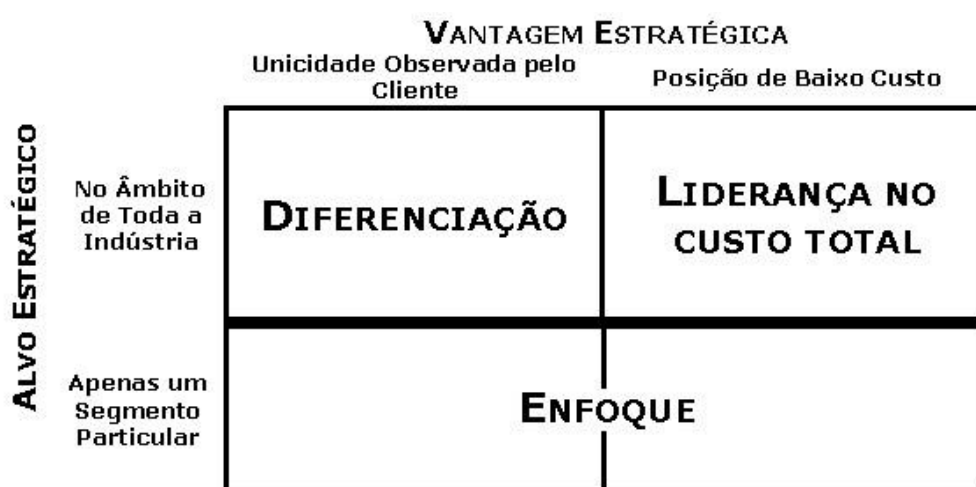 VANTAGEM ESTRATÉGICA
Unicidade Observada pelo
Cliente
Posição de Baixo Custo
ALVO ESTRATÉGICO
No Âmbito
de Toda a
Indústria
DIFERENCIAÇÃO
LIDERANÇA NO
CUSTO TOTAL
Apenas um
Segmento
Particular
ENFOQUE